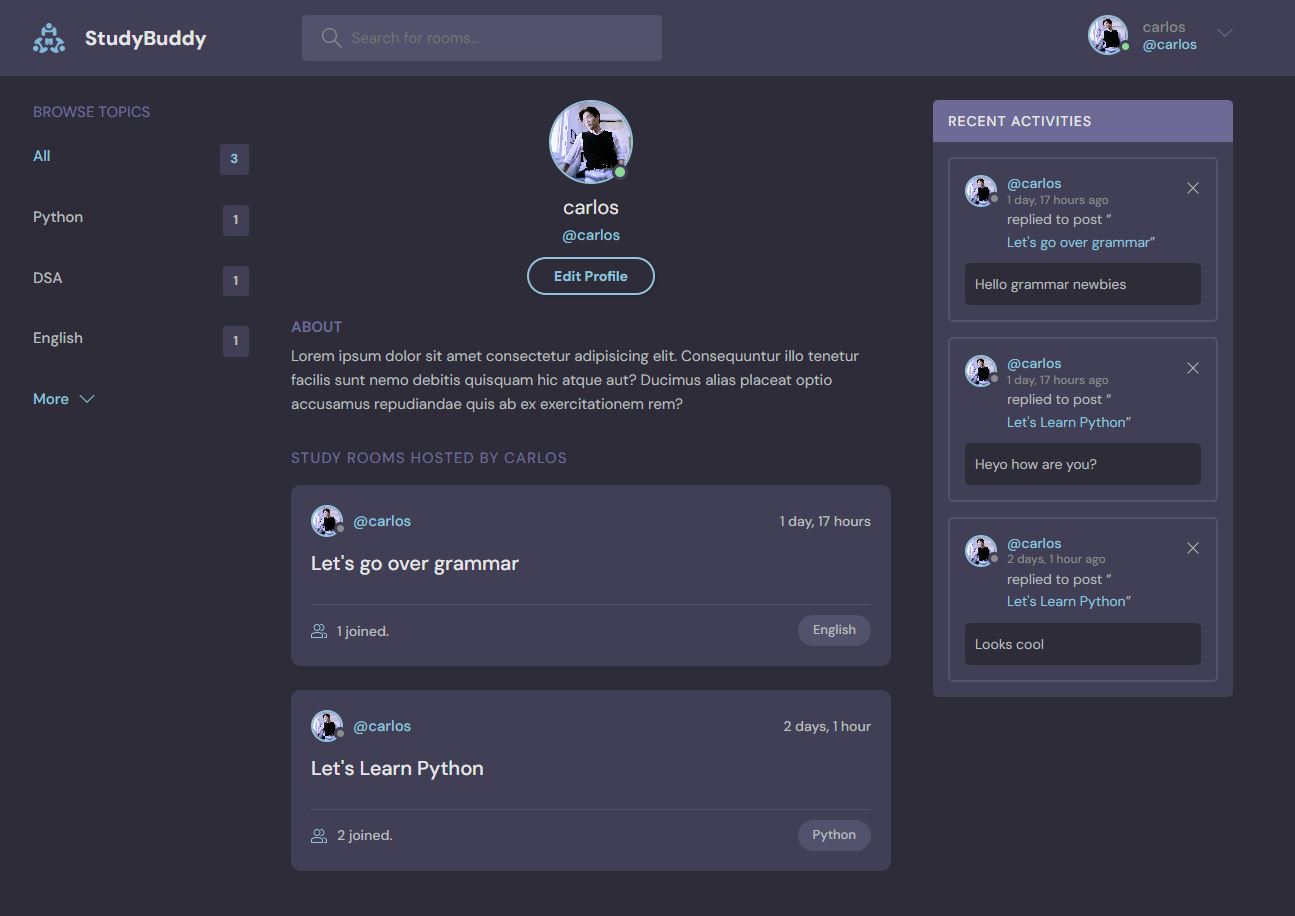 StudyBuddy
Search for rooms...
carlos
@carlos
BROWSE TOPICS
All
3
Python
1
DSA
1
English
1
More
carlos
@carlos
Edit Profile
ABOUT
Lorem ipsum dolor sit amet consectetur adipisicing elit. Consequuntur illo tenetur
facilis sunt nemo debitis quisquam hic atque aut? Ducimus alias placeat optio
accusamus repudiandae quis ab ex exercitationem rem?
STUDY ROOMS HOSTED BY CARLOS
@carlos
1 day, 17 hours
Let's go over grammar
1 joined.
English
@carlos
2 days, 1 hour
Let's Learn Python
2 joined.
Python
RECENT ACTIVITIES
@carlos
1 day, 17 hours ago
replied to post “
Let's go over grammar”
Hello grammar newbies
@carlos
1 day, 17 hours ago
replied to post “
Let's Learn Python”
Heyo how are you?
@carlos
2 days, 1 hour ago
replied to post “
Let's Learn Python”
Looks cool